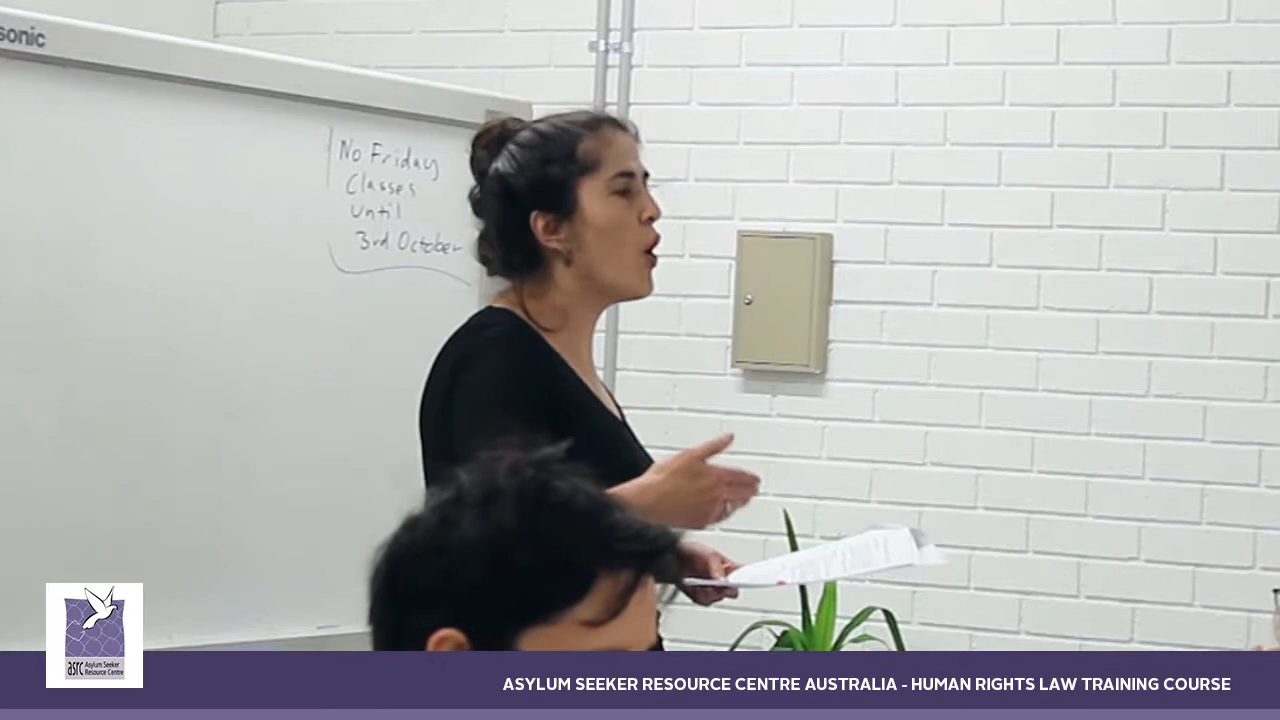 sonic
No Friday
Classes
until
3rd October
asrc Asylum Seeker
Resource Centre
ASYLUM SEEKER RESOURCE CENTRE AUSTRALIA - HUMAN RIGHTS LAW TRAINING COURSE